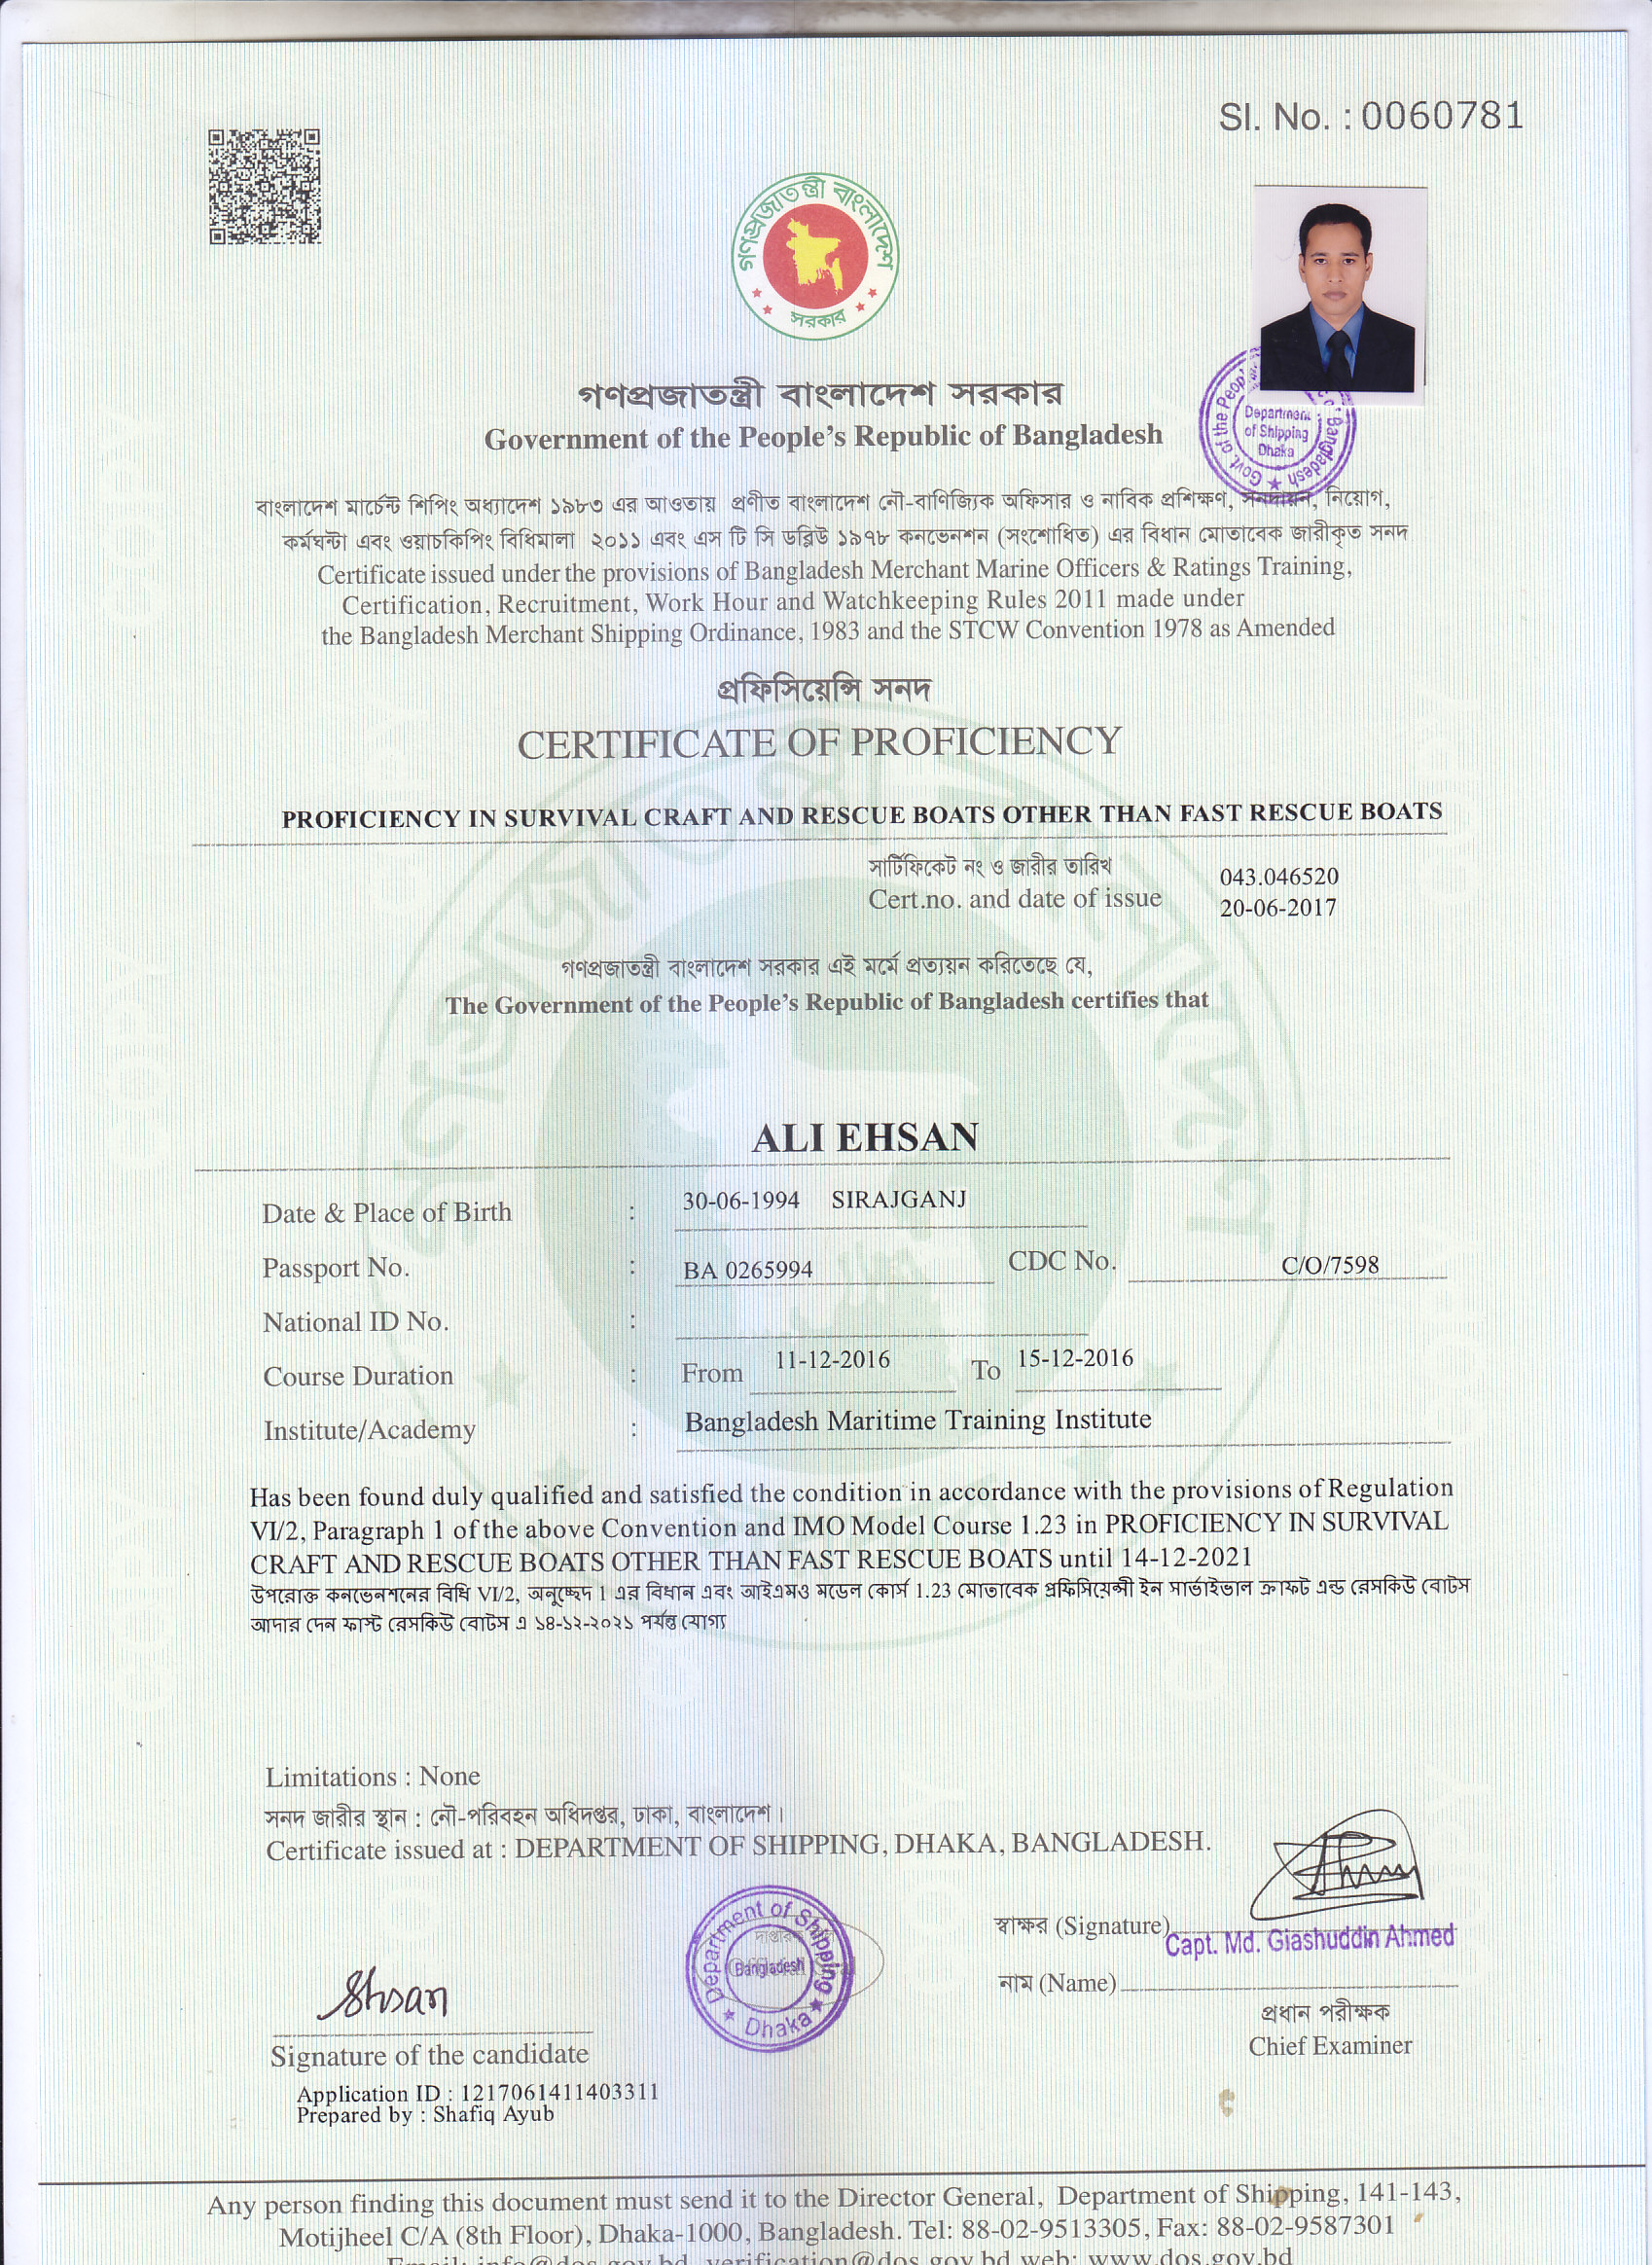 Sl. No. : 0060781
গণপ্রজাতন্ত্রী বাংলাদেশ
সরকার
Govt. of the Peop
Bangladesh
Department
of Shipping
Dhaka
গণপ্রজাতন্ত্রী বাংলাদেশ সরকার
Government of the People’s Republic of Bangladesh
বাংলাদেশ মার্চেন্ট শিপিং অধ্যাদেশ ১৯৮৩ এর আওতায় প্রণীত বাংলাদেশ নৌ-বাণিজ্যিক অফিসার ও নাবিক প্রশিক্ষণ, সনদায়ন, নিয়োগ,
কর্মঘন্টা এবং ওয়াচকিপিং বিধিমালা ২০১১ এবং এস টি সি ডব্লিউ ১৯৭৮ কনভেনশন (সংশোধিত) এর বিধান মোতাবেক জারীকৃত সনদ
Certificate issued under the provisions of Bangladesh Merchant Marine Officers & Ratings Training,
Certification, Recruitment, Work Hour and Watchkeeping Rules 2011 made under
the Bangladesh Merchant Shipping Ordinance, 1983 and the STCW Convention 1978 as Amended
প্রফিসিয়েন্সি সনদ
CERTIFICATE OF PROFICIENCY
PROFICIENCY IN SURVIVAL CRAFT AND RESCUE BOATS OTHER THAN FAST RESCUE BOATS
সার্টিফিকেট নং ও জারীর তারিখ
Cert.no. and date of issue
043.046520
20-06-2017
গণপ্রজাতন্ত্রী বাংলাদেশ সরকার এই মর্মে প্রত্যয়ন করিতেছে যে,
The Government of the People’s Republic of Bangladesh certifies that
ALI EHSAN
Date & Place of Birth : 30-06-1994 SIRAJGANJ
Passport No. : BA 0265994 CDC No. C/O/7598
National ID No. :
Course Duration : From 11-12-2016 To 15-12-2016
Institute/Academy : Bangladesh Maritime Training Institute
Has been found duly qualified and satisfied the condition in accordance with the provisions of Regulation
VI/2, Paragraph 1 of the above Convention and IMO Model Course 1.23 in PROFICIENCY IN SURVIVAL
CRAFT AND RESCUE BOATS OTHER THAN FAST RESCUE BOATS until 14-12-2021
উপরোক্ত কনভেনশনের বিধি VI/2, অনুচ্ছেদ 1 এর বিধান এবং আইএমও মডেল কোর্স 1.23 মোতাবেক প্রফিসিয়েন্সী ইন সার্ভাইভাল ক্রাফট এন্ড রেসকিউ বোটস
আদার দেন ফাস্ট রেসকিউ বোটস এ ১৪-১২-২০২১ পর্যন্ত যোগ্য
Limitations : None
সনদ জারীর স্থান : নৌ-পরিবহন অধিদপ্তর, ঢাকা, বাংলাদেশ।
Certificate issued at : DEPARTMENT OF SHIPPING, DHAKA, BANGLADESH.
Department of Shipping
Bangladesh
Dhaka
স্বাক্ষর (Signature)
Capt. Md. Giashuddin Ahmed
নাম (Name)
প্রধান পরীক্ষক
Chief Examiner
Ehsan
Signature of the candidate
Application ID : 1217061411403311
Prepared by : Shafiq Ayub
Any person finding this document must send it to the Director General, Department of Shipping, 141-143,
Motijheel C/A (8th Floor), Dhaka-1000, Bangladesh. Tel: 88-02-9513305, Fax: 88-02-9587301
Email: info@dos.gov.bd, verification@dos.gov.bd web: www.dos.gov.bd